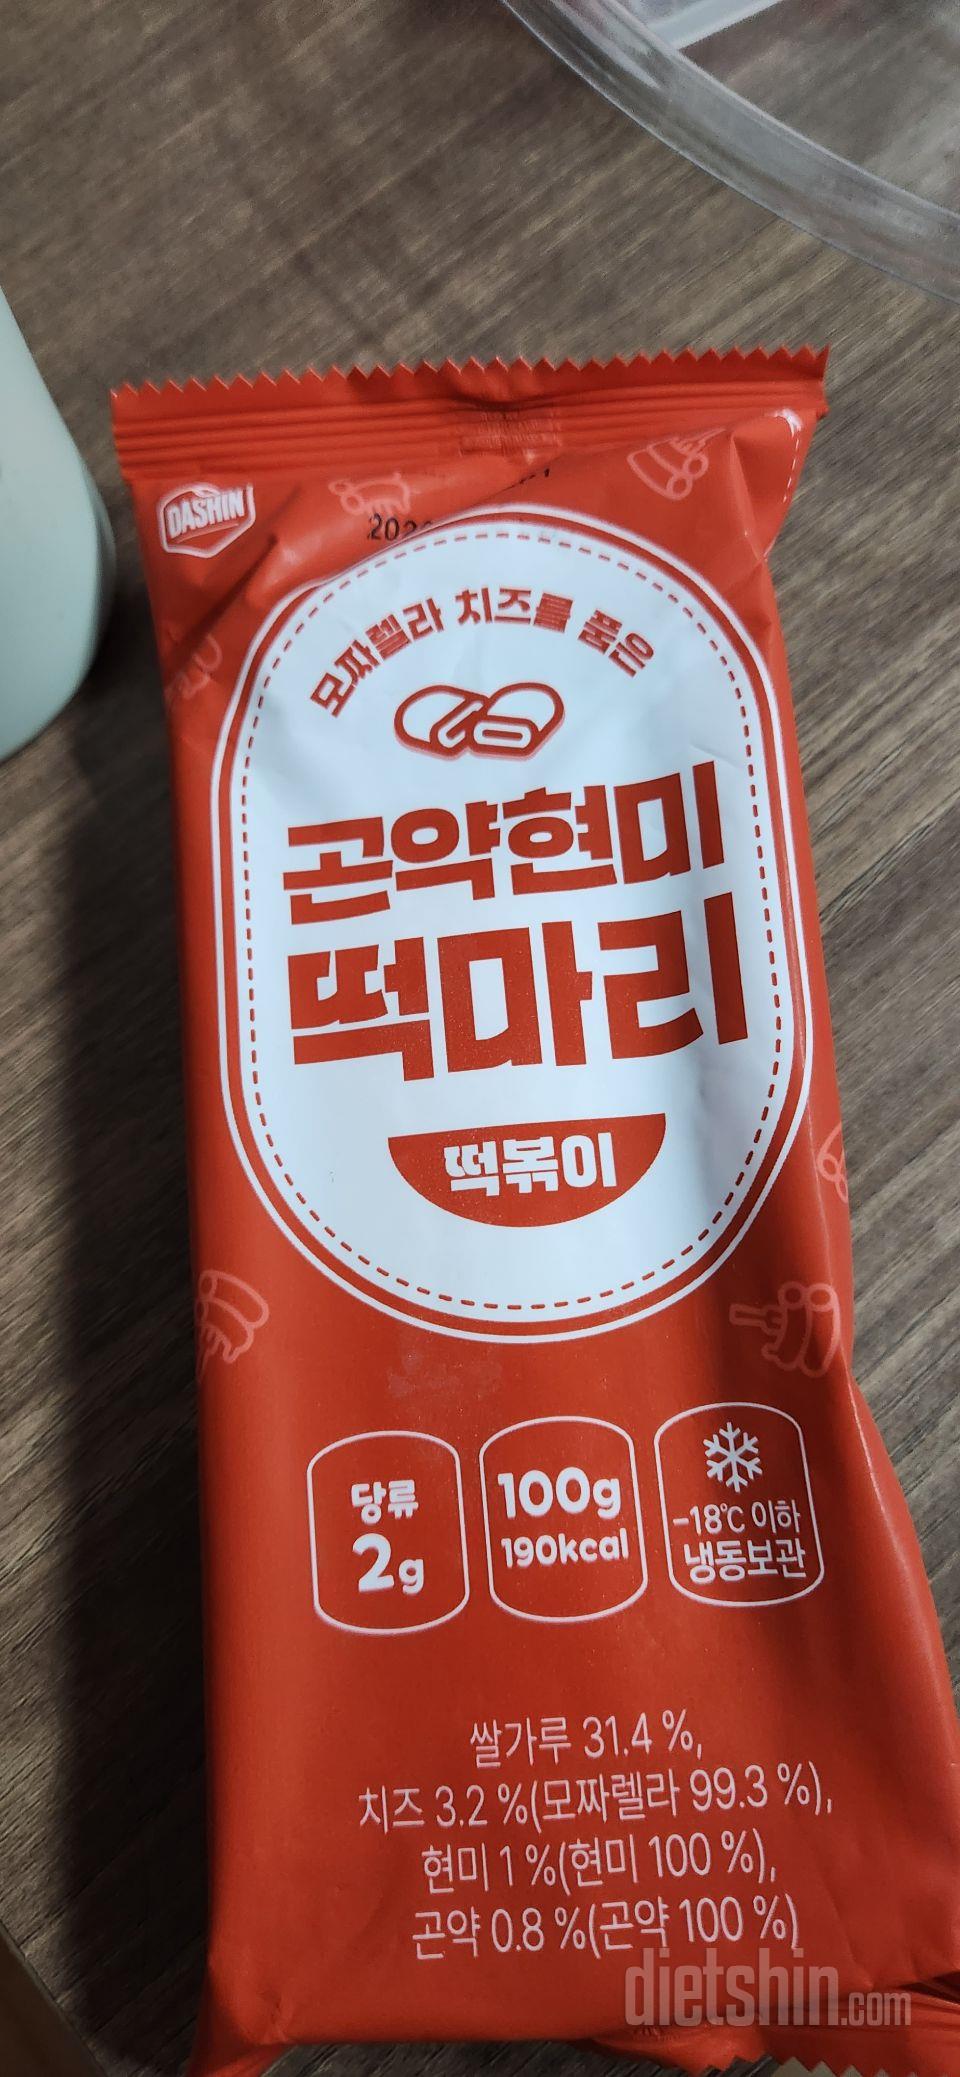 DASHIN
모짜렐라 치즈를 품은
곤약현미
떡마리
떡볶이
당류
2g
100g
190kcal
-18℃ 이하
냉동보관
쌀가루 31.4 %,
치즈 3.2 %(모짜렐라 99.3 %),
현미 1 %(현미 100 %),
곤약 0.8 %(곤약 100 %)
dietshin.com